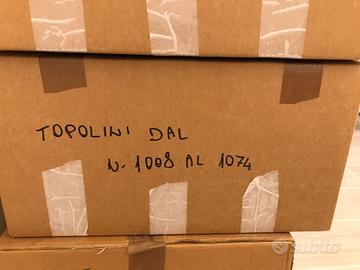 TOPOLINI DAL
N. 1008 AL 1074
subito